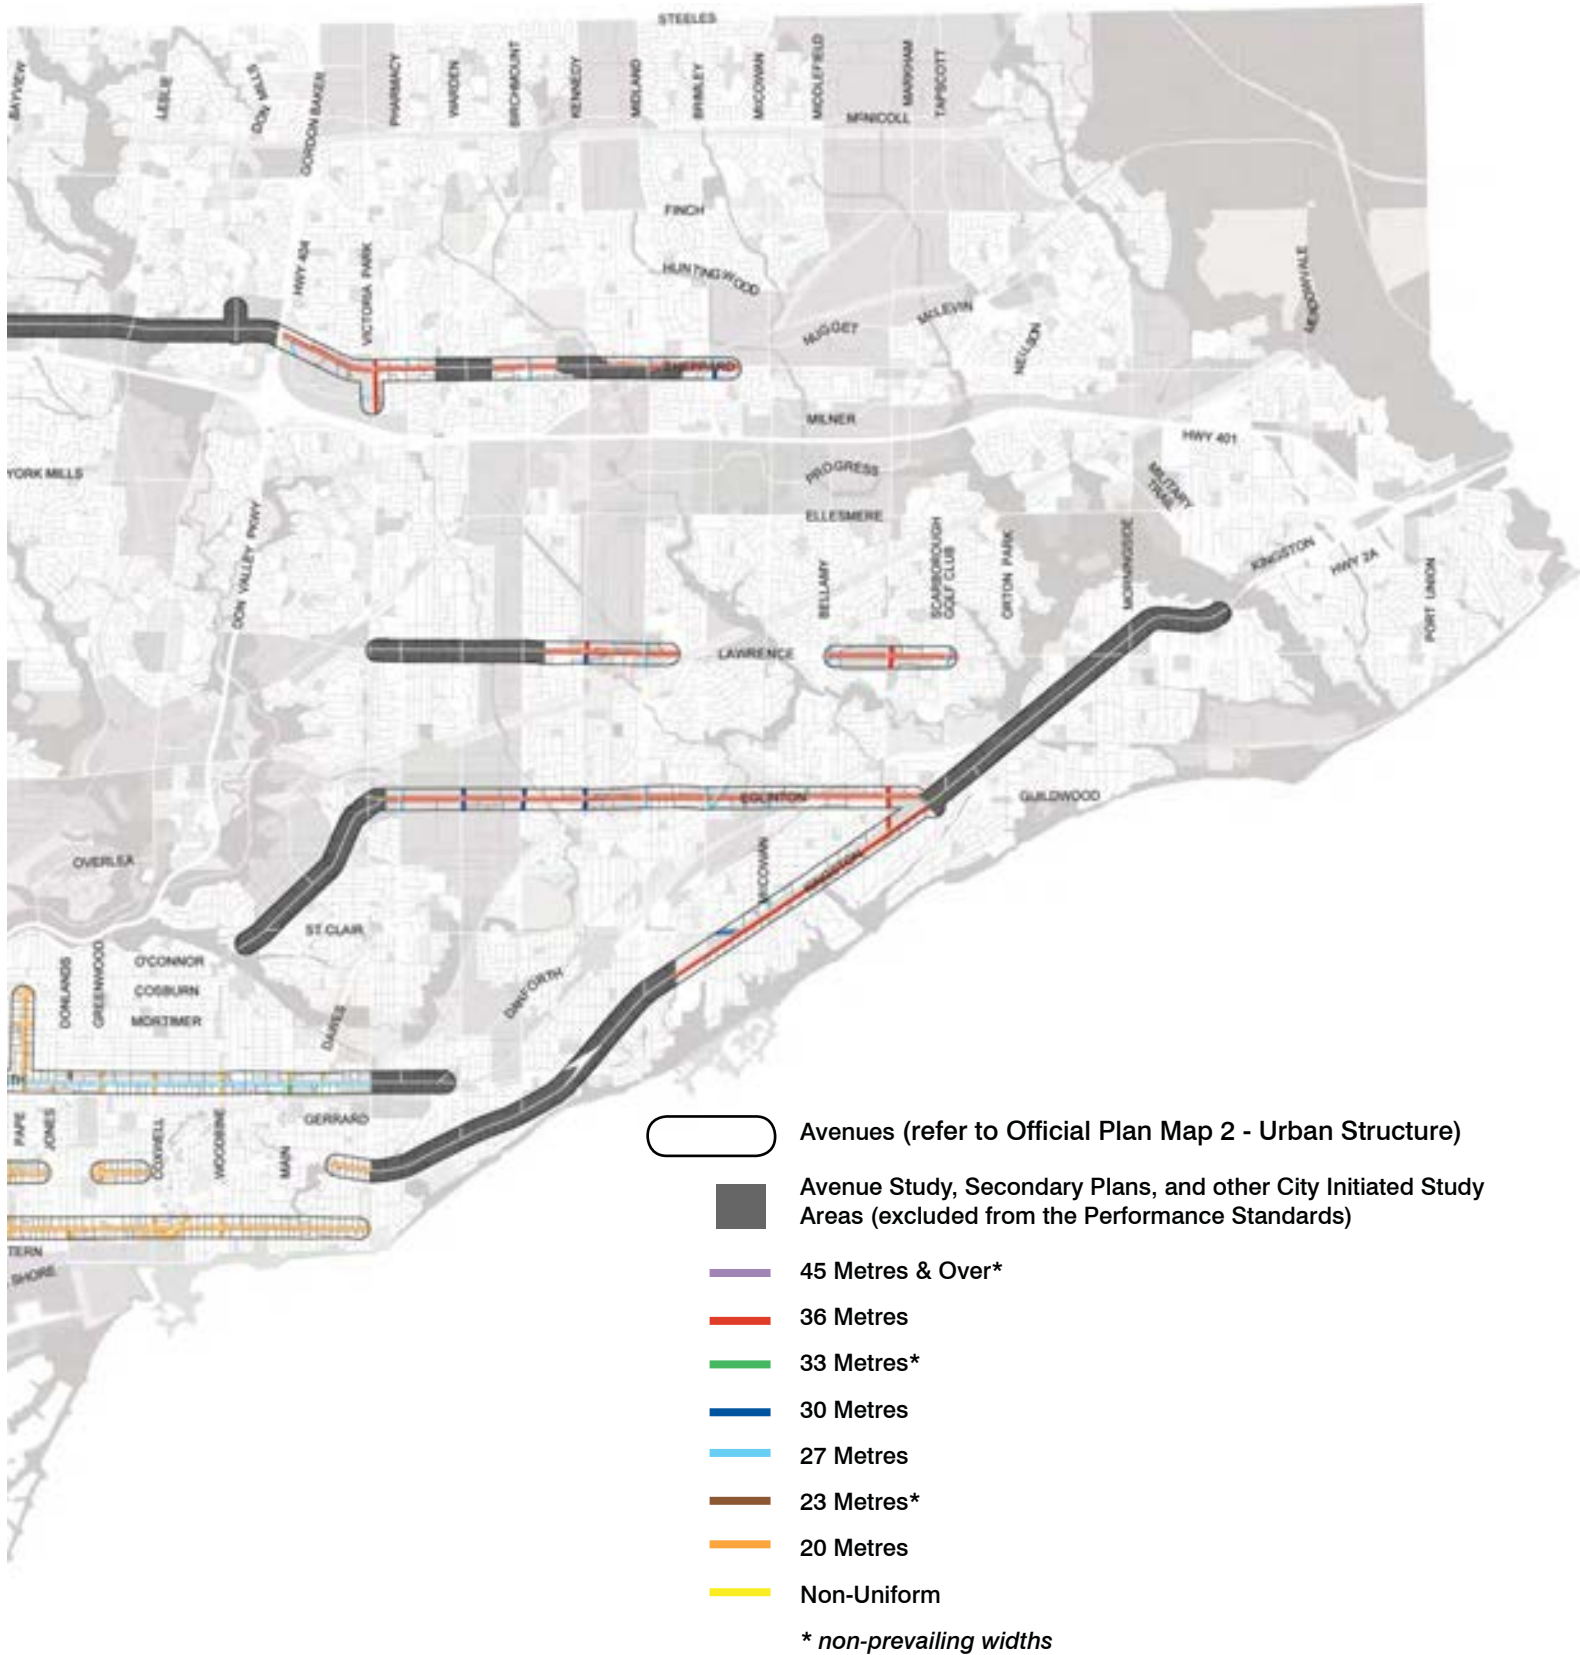 STEELES
BAYVIEW
LESLIE
DON MILLS
GORDON BAKER
PHARMACY
WARDEN
BIRCHMOUNT
KENNEDY
MIDLAND
BRIMLEY
MCCOWAN
MIDDLEFIELD
MARKHAM
TAPSCOTT
McNICOLL
FINCH
HWY 404
VICTORIA PARK
HUNTINGWOOD
NUGGET
McLEVIN
NEILSON
MEADOWVALE
SHEPPARD
MILNER
HWY 401
YORK MILLS
PROGRESS
MILITARY
TRAIL
ELLESMERE
DON VALLEY PKWY
BELLAMY
SCARBOROUGH
GOLF CLUB
ORTON PARK
MORNINGSIDE
KINGSTON
HWY 2A
PORT UNION
LAWRENCE
EGLINTON
GUILDWOOD
OVERLEA
MCCOWAN
KINGSTON
ST.CLAIR
DONLANDS
GREENWOOD
O'CONNOR
COSBURN
MORTIMER
DAWES
DANFORTH
TH
PAPE
JONES
COXWELL
WOODBINE
MAIN
GERRARD
TERN
SHORE
Avenues (refer to Official Plan Map 2 - Urban Structure)
Avenue Study, Secondary Plans, and other City Initiated Study
Areas (excluded from the Performance Standards)
45 Metres & Over*
36 Metres
33 Metres*
30 Metres
27 Metres
23 Metres*
20 Metres
Non-Uniform
* non-prevailing widths